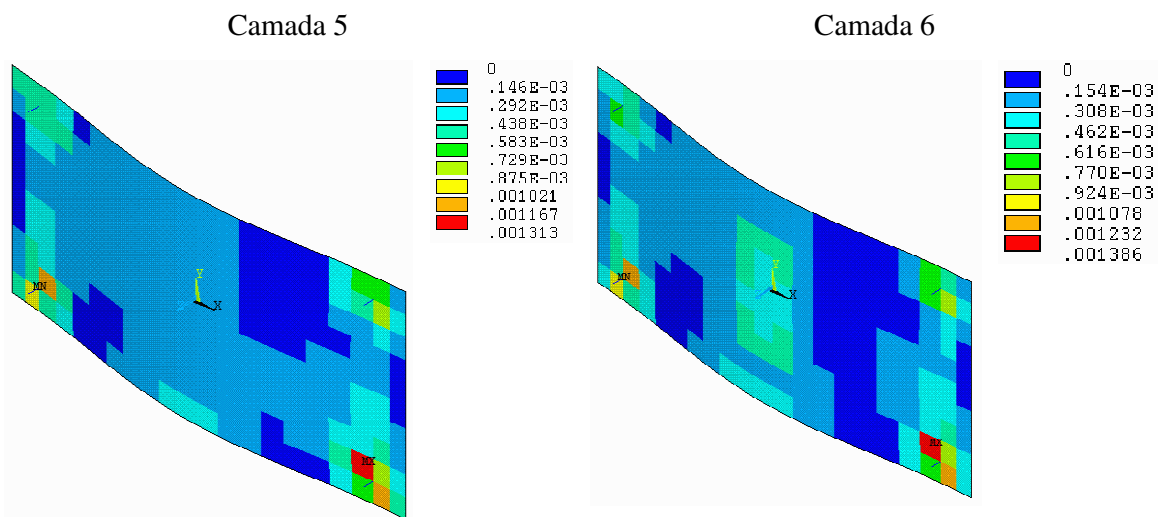 Camada 5
Camada 6
0
.146E-03
.292E-03
.438E-03
.583E-03
.729E-03
.875E-03
.001021
.001167
.001313
MN
Y
X
MX
0
.154E-03
.308E-03
.462E-03
.616E-03
.770E-03
.924E-03
.001078
.001232
.001386
MN
Y
X
MX